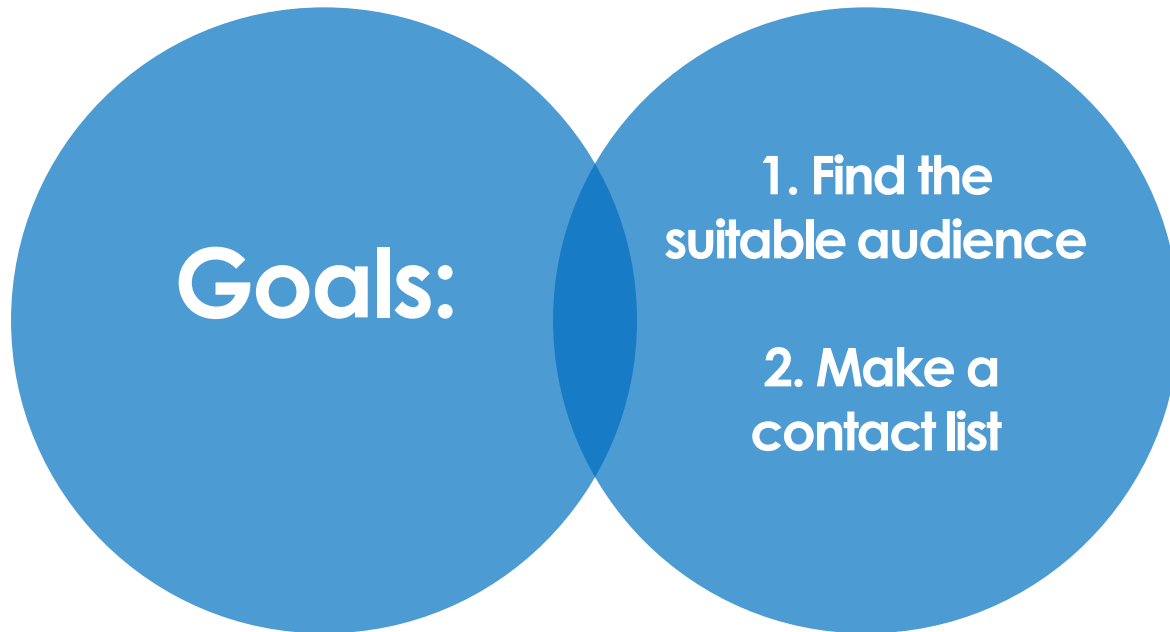 Goals:
1. Find the
suitable audience
2. Make a
contact list